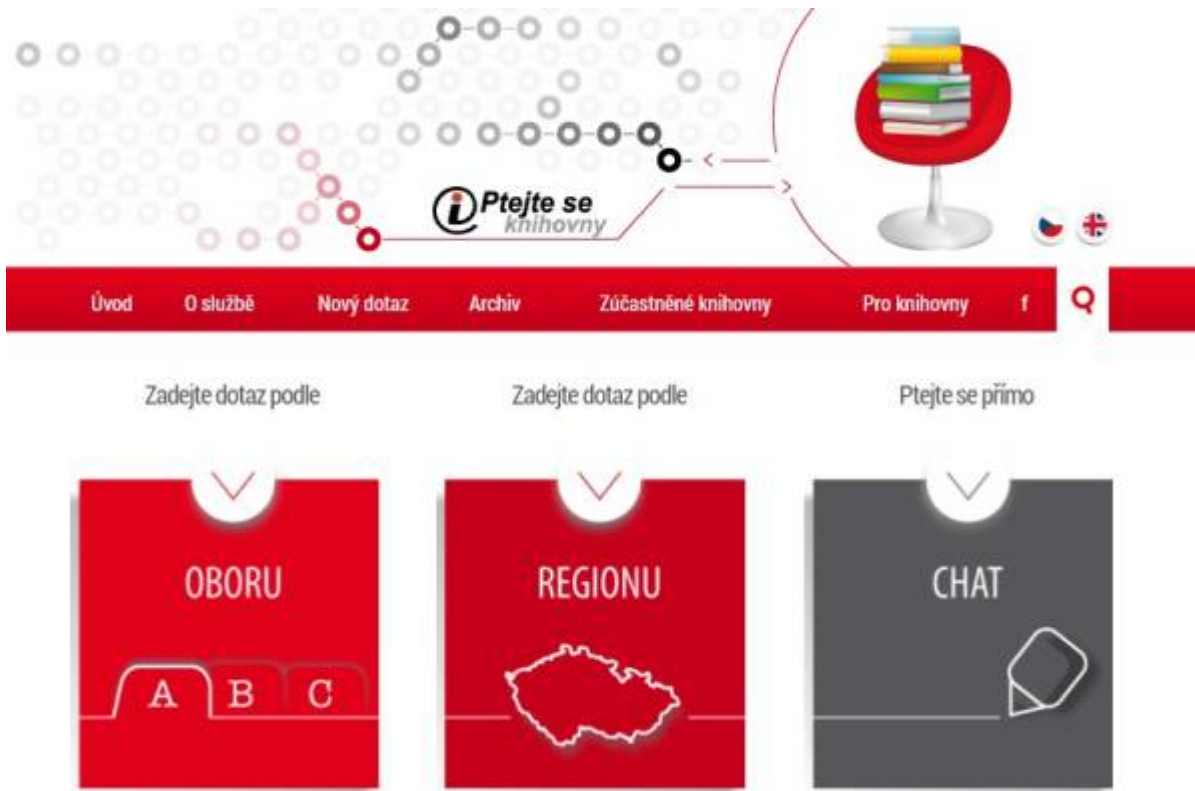 Ptejte se
knihovny
Úvod O službě Nový dotaz Archiv Zúčastněné knihovny Pro knihovny f
Zadejte dotaz podle
Zadejte dotaz podle
Ptejte se přímo
OBORU
REGIONU
CHAT
A B C